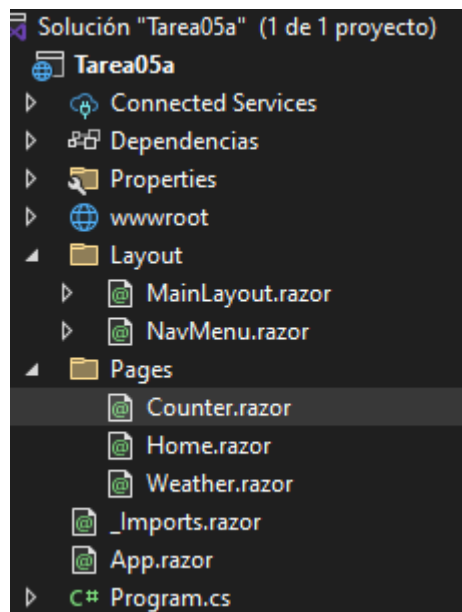 Solución "Tarea05a" (1 de 1 proyecto)
Tarea05a
Connected Services
Dependencias
Properties
wwwroot
Layout
@ MainLayout.razor
@ NavMenu.razor
Pages
@ Counter.razor
@ Home.razor
@ Weather.razor
@ _Imports.razor
@ App.razor
C# Program.cs